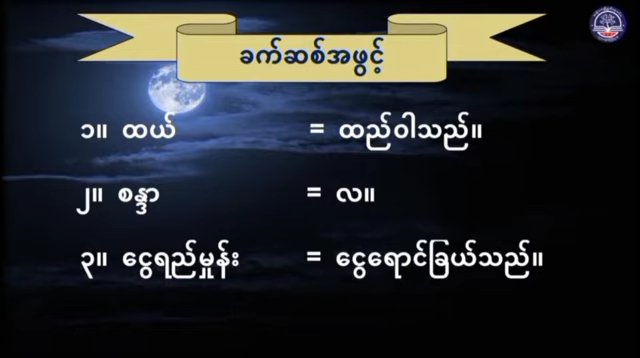 ခက်ဆစ်အဖွင့်
၁။ ထယ် = ထည်ဝါသည်။
၂။ စန္ဒာ = လ။
၃။ ငွေရည်မှုန်း = ငွေရောင်ခြယ်သည်။